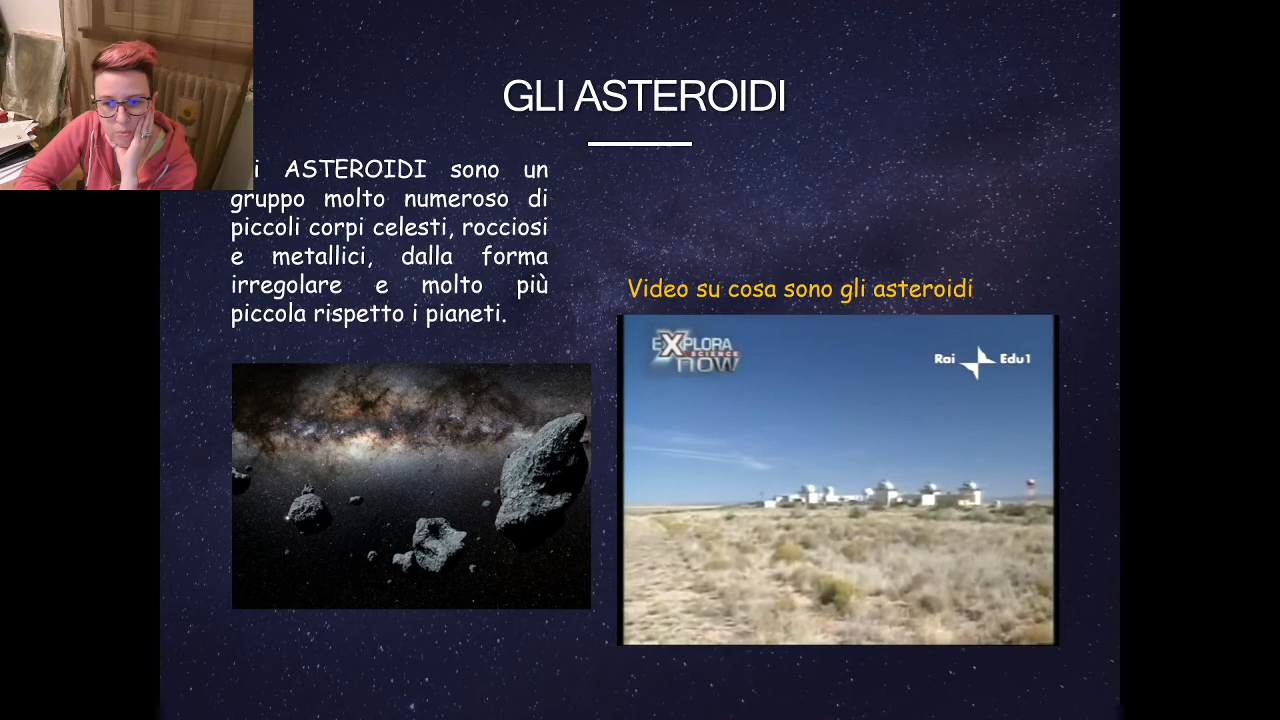 GLI ASTEROIDI
ASTEROIDI sono un
gruppo molto numeroso di
piccoli corpi celesti, rocciosi
e metallici, dalla forma
irregolare e molto più
piccola rispetto i pianeti.
Video su cosa sono gli asteroidi
EXPLORA
SCIENCE
now
Rai Edu1